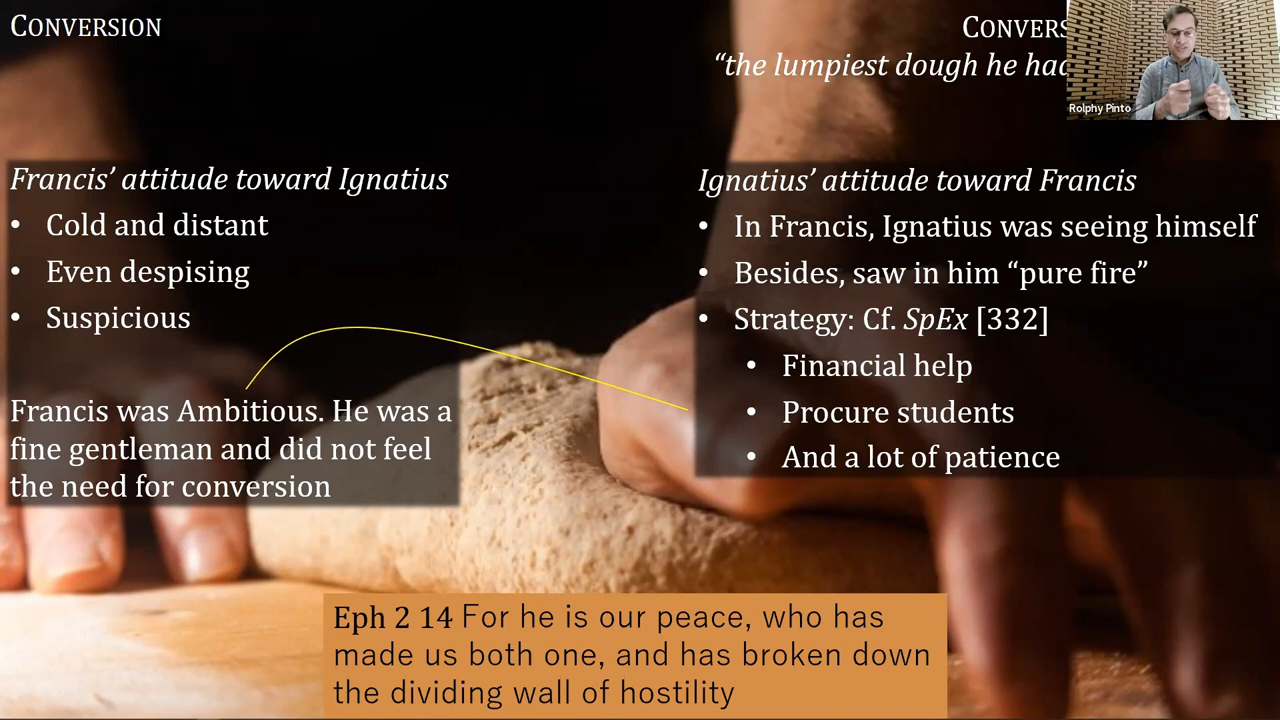 CONVERSION
CONVERS
“the lumpiest dough he had
Rolphy Pinto
Francis’ attitude toward Ignatius
• Cold and distant
• Even despising
• Suspicious
Francis was Ambitious. He was a
fine gentleman and did not feel
the need for conversion
Ignatius’ attitude toward Francis
• In Francis, Ignatius was seeing himself
• Besides, saw in him “pure fire”
• Strategy: Cf. SpEx [332]
• Financial help
• Procure students
• And a lot of patience
Eph 2 14 For he is our peace, who has
made us both one, and has broken down
the dividing wall of hostility